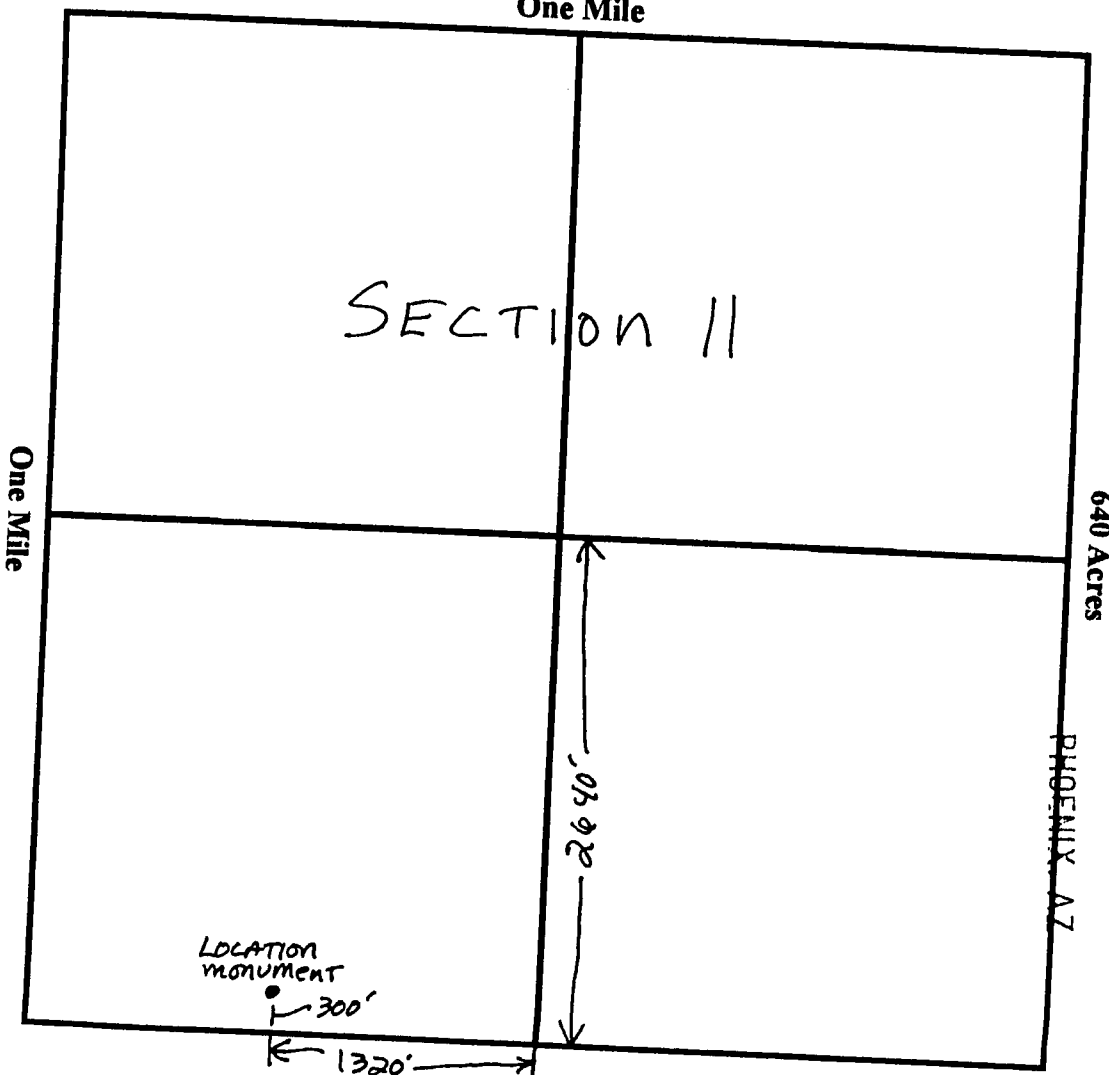 One Mile
SECTION 11
One Mile
640 Acres
2640'
PHOENIX AZ
LOCATION
monument
300'
1320'